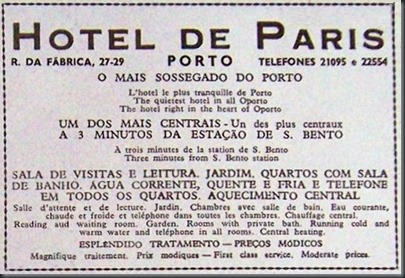 HOTEL DE PARIS
R. DA FÁBRICA, 27-29 PORTO TELEFONES 21095 e 22554
O MAIS SOSSEGADO DO PORTO
L'hotel le plus tranquille de Porto
The quietest hotel in all Oporto
The hotel right in the heart of Oporto
UM DOS MAIS CENTRAIS - Un des plus centraux
A 3 MINUTOS DA ESTAÇÃO DE S. BENTO
A trois minutes de la station de S. Bento
Three minutes from S. Bento station
SALA DE VISITAS E LEITURA. JARDIM. QUARTOS COM SALA
DE BANHO. ÁGUA CORRENTE, QUENTE E FRIA E TELEFONE
EM TODOS OS QUARTOS. AQUECIMENTO CENTRAL
Salle d'attente et de lecture. Jardin. Chambres avec salle de bain. Eau courante,
chaude et froide et teléphone dans toutes les chambres. Chauffage central.
Reading aud waiting room. Garden. Rooms with private bath. Running cold and
warm water and telephone in all rooms. Central heating.
ESPLÊNDIDO TRATAMENTO — PREÇOS MÓDICOS
Magnifique traitement. Prix modiques — First class service. Moderate prices.